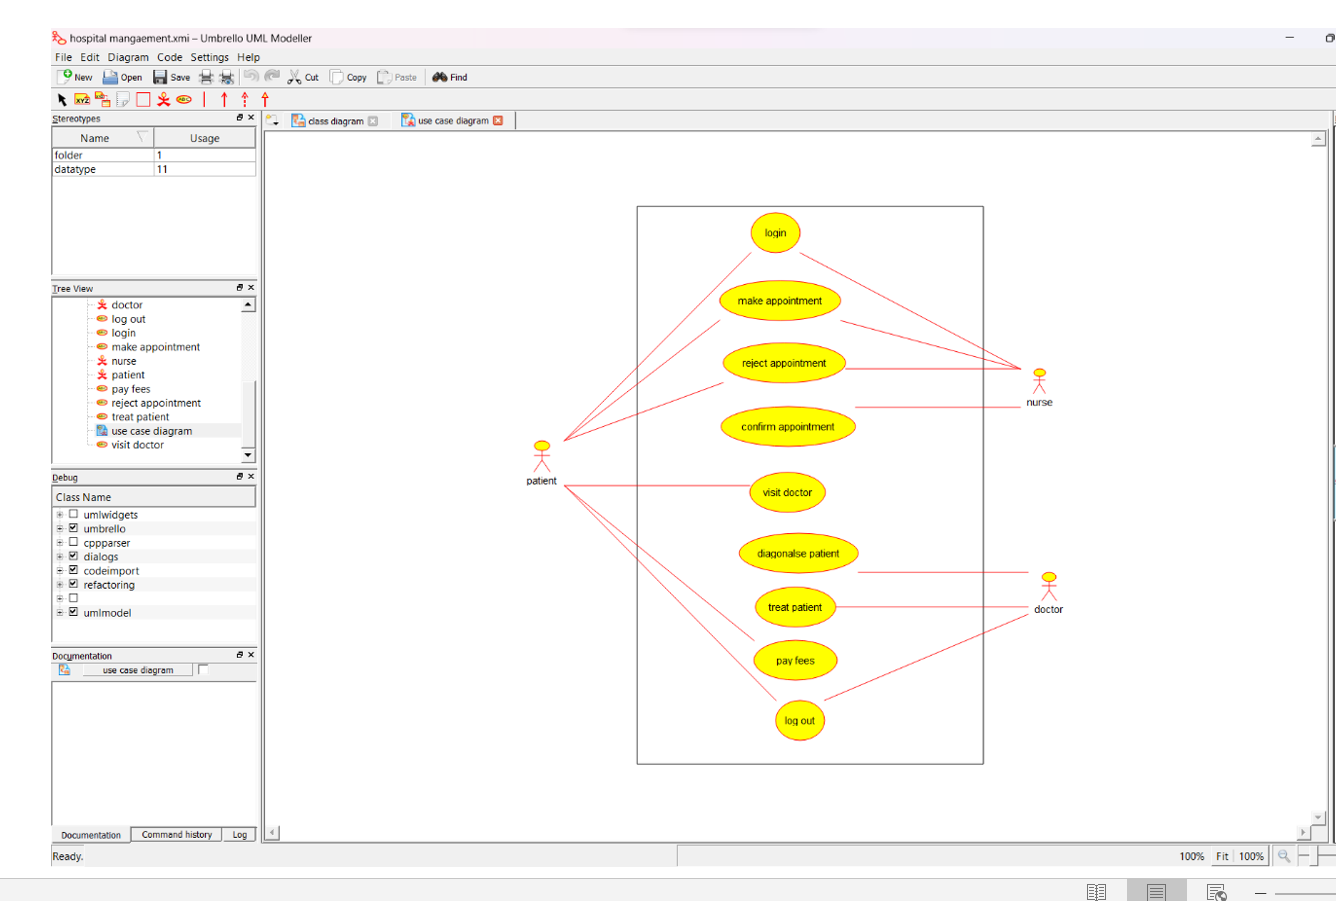 hospital mangaement.xmi – Umbrello UML Modeller
File Edit Diagram Code Settings Help
New Open Save Cut Copy Paste Find
XYZ
Stereotypes
Name Usage
folder 1
datatype 11
Tree View
doctor
log out
login
make appointment
nurse
patient
pay fees
reject appointment
treat patient
use case diagram
visit doctor
Debug
Class Name
umlwidgets
umbrello
cppparser
dialogs
codeimport
refactoring
umlmodel
Documentation
use case diagram
Documentation Command history Log
class diagram use case diagram
login
make appointment
reject appointment
nurse
confirm appointment
patient
visit doctor
diagonalse patient
treat patient
doctor
pay fees
log out
Ready.
100% Fit 100%